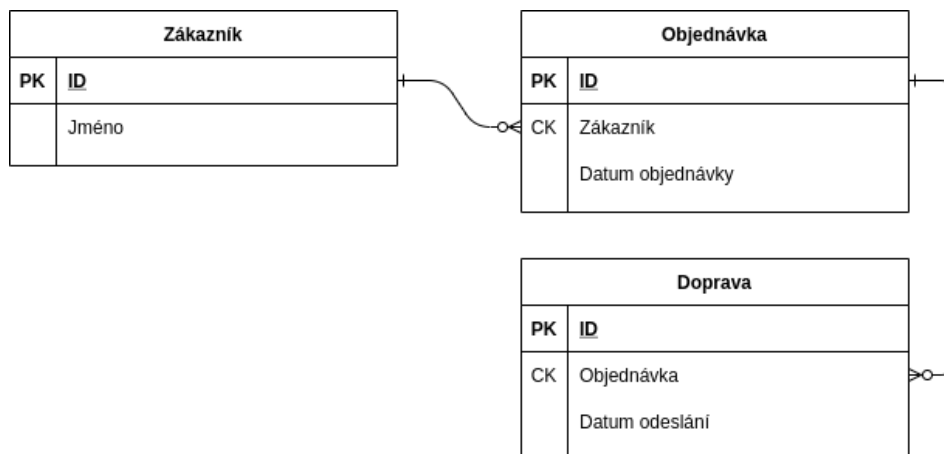 Zákazník
PK ID
Jméno
Objednávka
PK ID
CK Zákazník
Datum objednávky
Doprava
PK ID
CK Objednávka
Datum odeslání